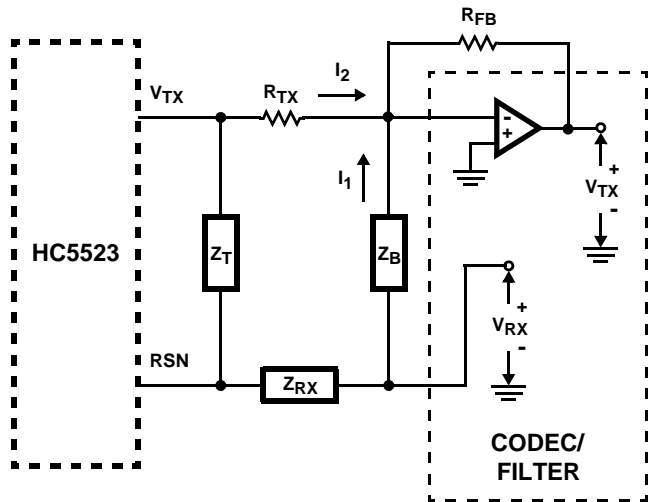 R_FB
I_2
V_TX
R_TX
-
+
I_1
+
V_TX
-
HC5523
Z_T
Z_B
+
V_RX
-
RSN
Z_RX
CODEC/
FILTER